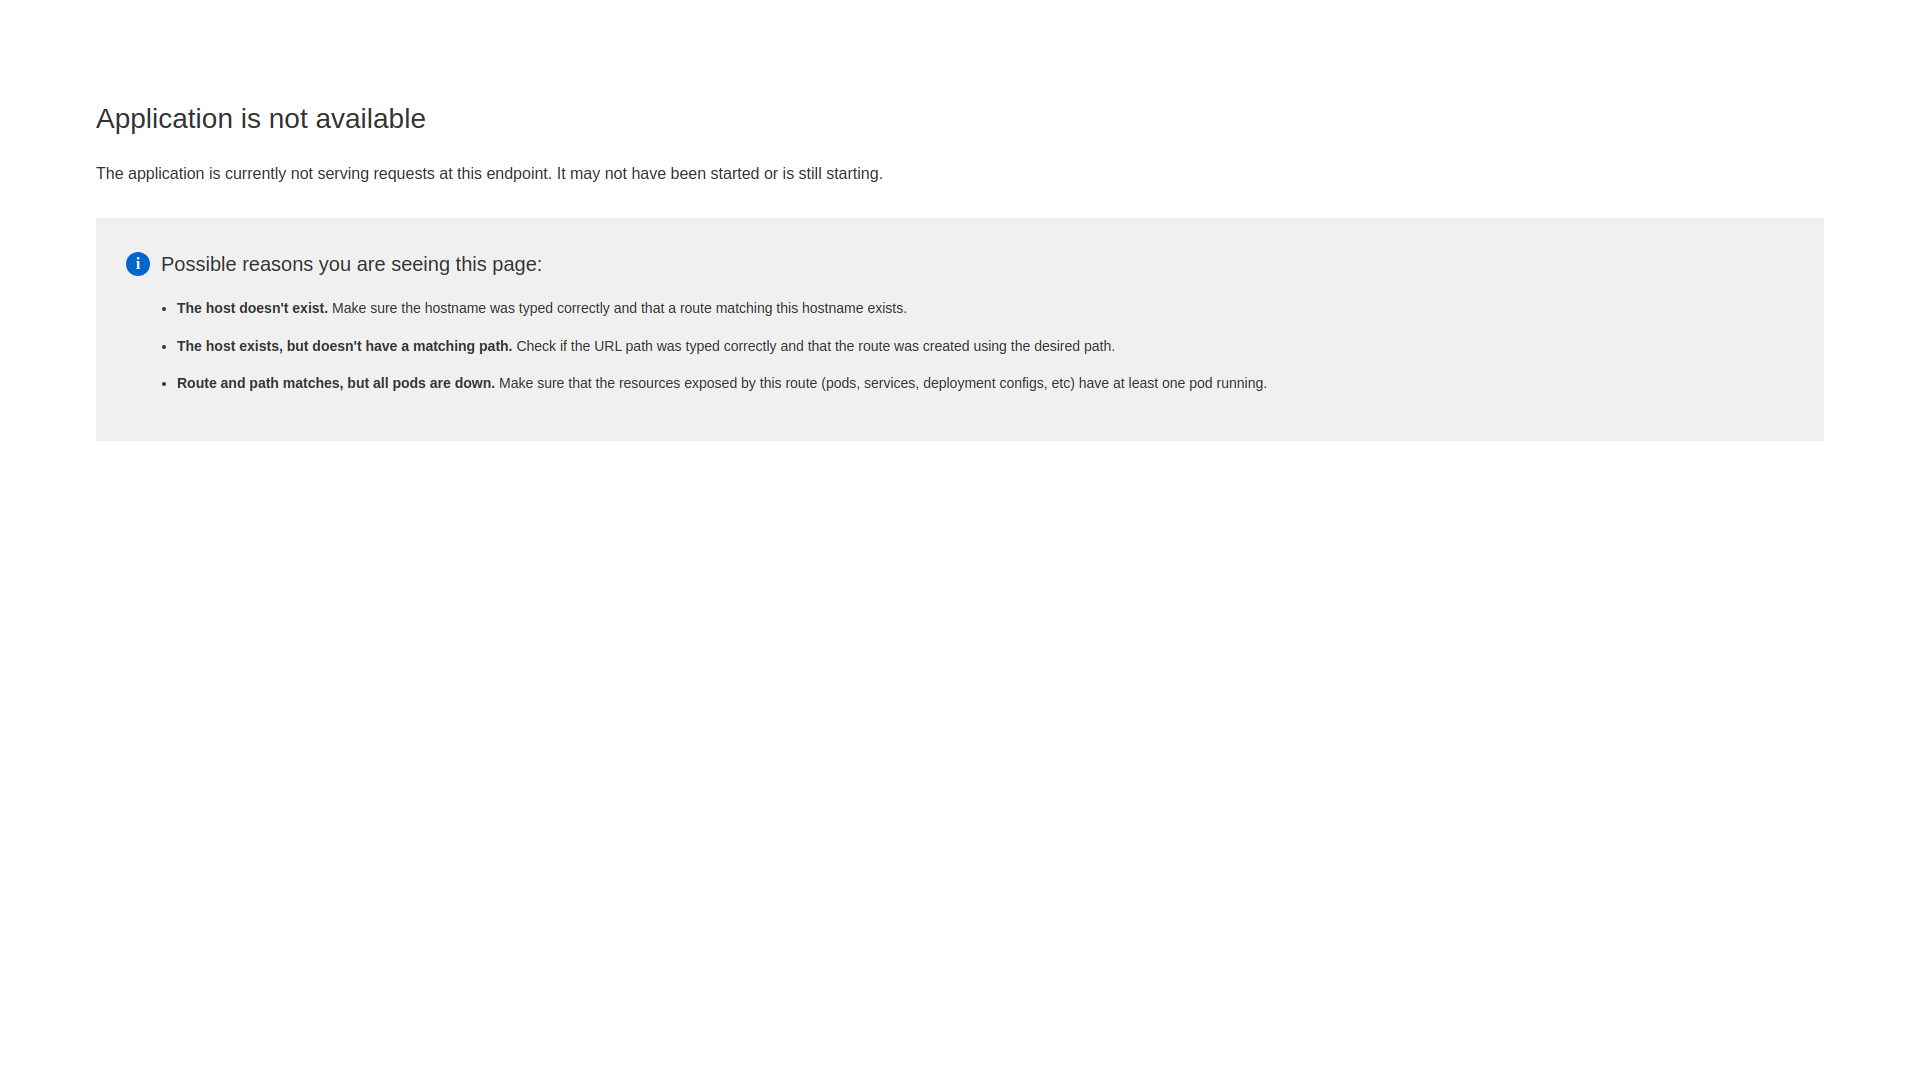 Application is not available
The application is currently not serving requests at this endpoint. It may not have been started or is still starting.
i Possible reasons you are seeing this page:
• The host doesn't exist. Make sure the hostname was typed correctly and that a route matching this hostname exists.
• The host exists, but doesn't have a matching path. Check if the URL path was typed correctly and that the route was created using the desired path.
• Route and path matches, but all pods are down. Make sure that the resources exposed by this route (pods, services, deployment configs, etc) have at least one pod running.